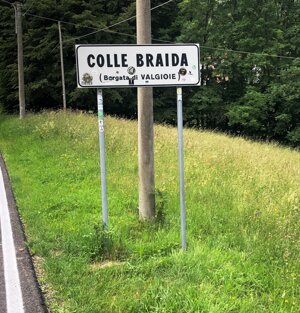 COLLE BRAIDA
(Borgata di VALGIOIE)